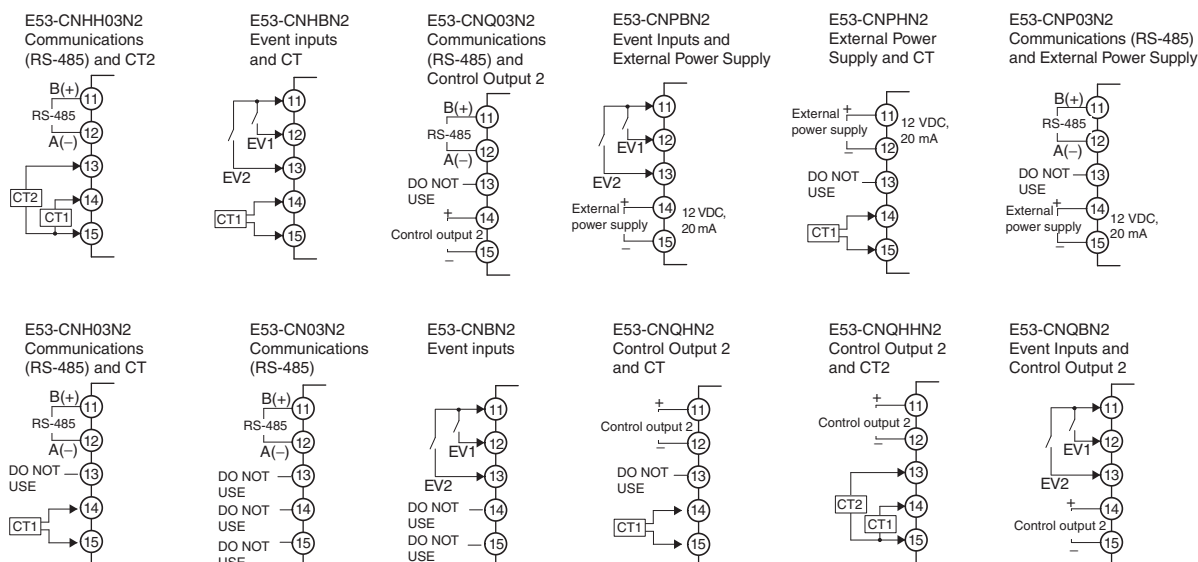 E53-CNHH03N2
Communications
(RS-485) and CT2
B(+)
11
RS-485
12
A(−)
13
CT2
14
CT1
15
E53-CNHBN2
Event inputs
and CT
11
12
EV1
13
EV2
14
CT1
15
E53-CNQ03N2
Communications
(RS-485) and
Control Output 2
B(+)
11
RS-485
12
A(−)
DO NOT
13
USE
+
14
Control output 2
15
−
E53-CNPBN2
Event Inputs and
External Power Supply
11
12
EV1
13
EV2
External +
14
12 VDC,
power supply
20 mA
−
15
E53-CNPHN2
External Power
Supply and CT
External +
11
12 VDC,
power supply
20 mA
−
12
DO NOT
13
USE
14
CT1
15
E53-CNP03N2
Communications (RS-485)
and External Power Supply
B(+)
11
RS-485
12
A(−)
DO NOT
13
USE
External +
14
12 VDC,
power supply
20 mA
−
15
E53-CNH03N2
Communications
(RS-485) and CT
B(+)
11
RS-485
12
A(−)
DO NOT
13
USE
14
CT1
15
E53-CN03N2
Communications
(RS-485)
B(+)
11
RS-485
12
A(−)
DO NOT
13
USE
DO NOT
14
USE
DO NOT
15
USE
E53-CNBN2
Event inputs
11
12
EV1
13
EV2
DO NOT
14
USE
DO NOT
15
USE
E53-CNQHN2
Control Output 2
and CT
+
11
Control output 2
−
12
DO NOT
13
USE
14
CT1
15
E53-CNQHHN2
Control Output 2
and CT2
+
11
Control output 2
−
12
13
CT2
14
CT1
15
E53-CNQBN2
Event Inputs and
Control Output 2
11
12
EV1
13
EV2
+
14
Control output 2
15
−